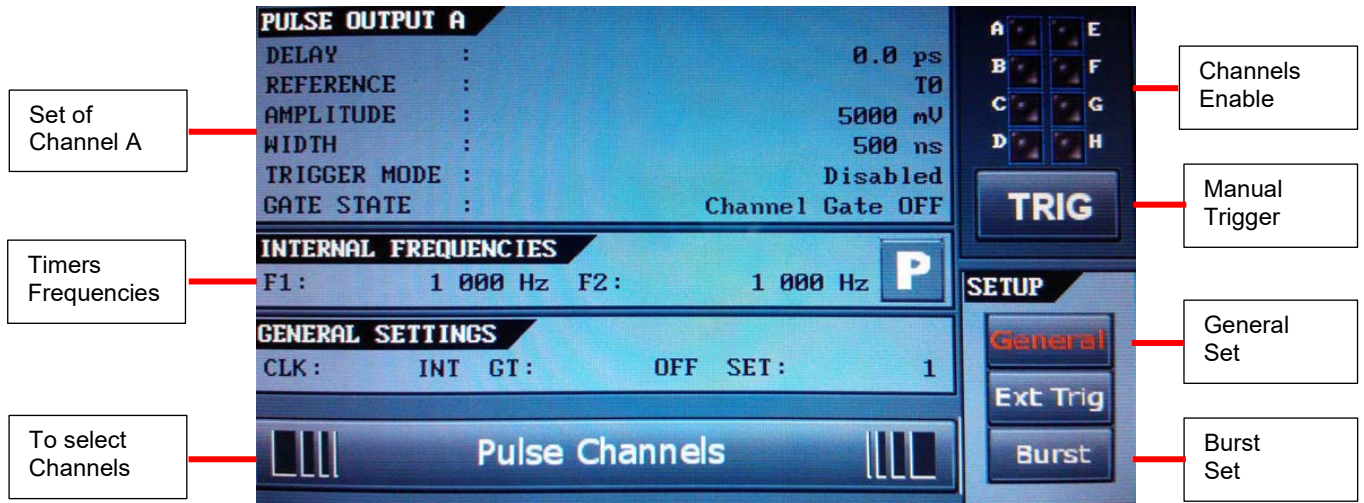 Set of
Channel A
Timers
Frequencies
To select
Channels
PULSE OUTPUT A
DELAY : 0.0 ps
REFERENCE : T0
AMPLITUDE : 5000 mV
WIDTH : 500 ns
TRIGGER MODE : Disabled
GATE STATE : Channel Gate OFF
INTERNAL FREQUENCIES
F1: 1 000 Hz F2: 1 000 Hz
P
GENERAL SETTINGS
CLK: INT GT: OFF SET: 1
Pulse Channels
A E
B F
C G
D H
TRIG
SETUP
General
Ext Trig
Burst
Channels
Enable
Manual
Trigger
General
Set
Burst
Set